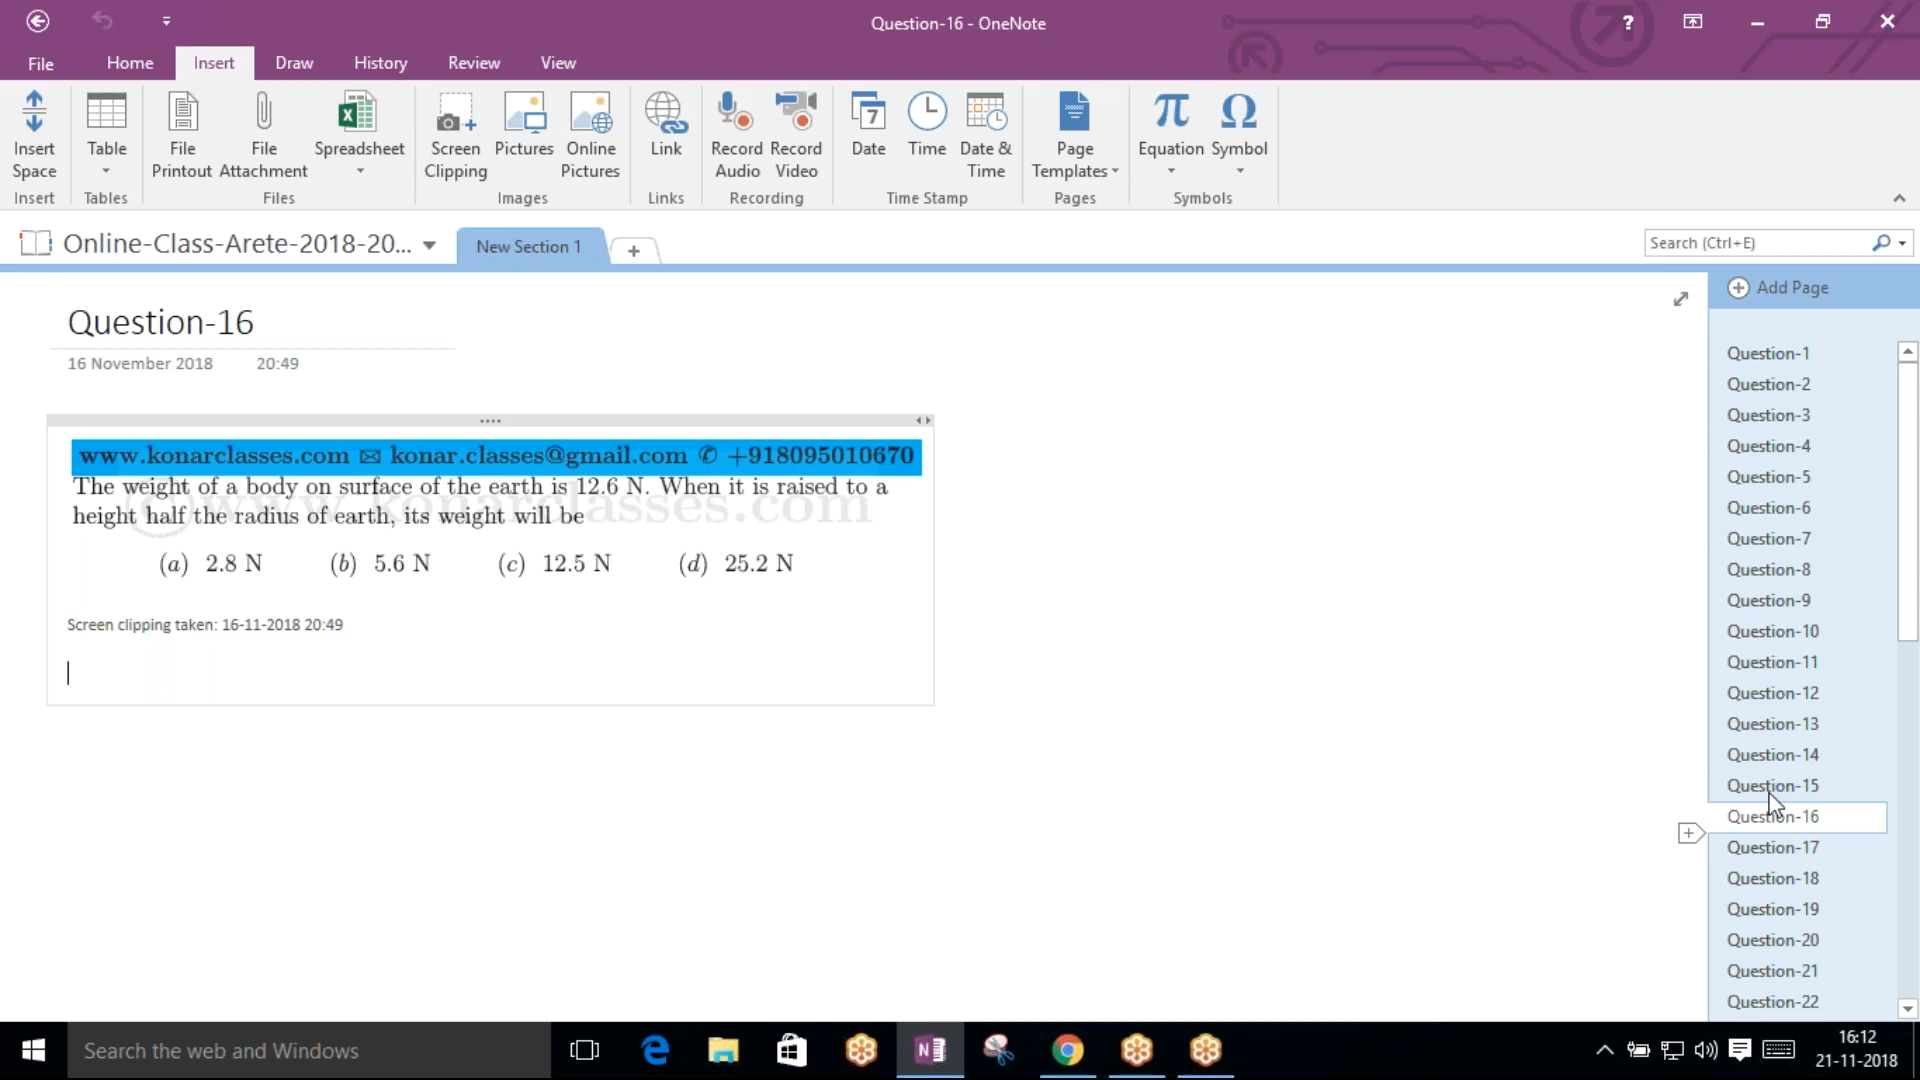 Question-16 - OneNote
?
File Home Insert Draw History Review View
Insert Space
Table
File Printout
File Attachment
Spreadsheet
Screen Clipping
Pictures
Online Pictures
Link
Record Audio
Record Video
7
Date
Time
Date & Time
Page Templates
π
Equation
Ω
Symbol
Insert Tables Files Images Links Recording Time Stamp Pages Symbols
Online-Class-Arete-2018-20...
New Section 1
+
Search (Ctrl+E)
Add Page
Question-16
16 November 2018 20:49
www.konarclasses.com ✉ konar.classes@gmail.com ✆ +918095010670
The weight of a body on surface of the earth is 12.6 N. When it is raised to a
height half the radius of earth, its weight will be
©www.konarclasses.com
(a) 2.8 N (b) 5.6 N (c) 12.5 N (d) 25.2 N
Screen clipping taken: 16-11-2018 20:49
Question-1
Question-2
Question-3
Question-4
Question-5
Question-6
Question-7
Question-8
Question-9
Question-10
Question-11
Question-12
Question-13
Question-14
Question-15
Question-16
Question-17
Question-18
Question-19
Question-20
Question-21
Question-22
Search the web and Windows
16:12
21-11-2018